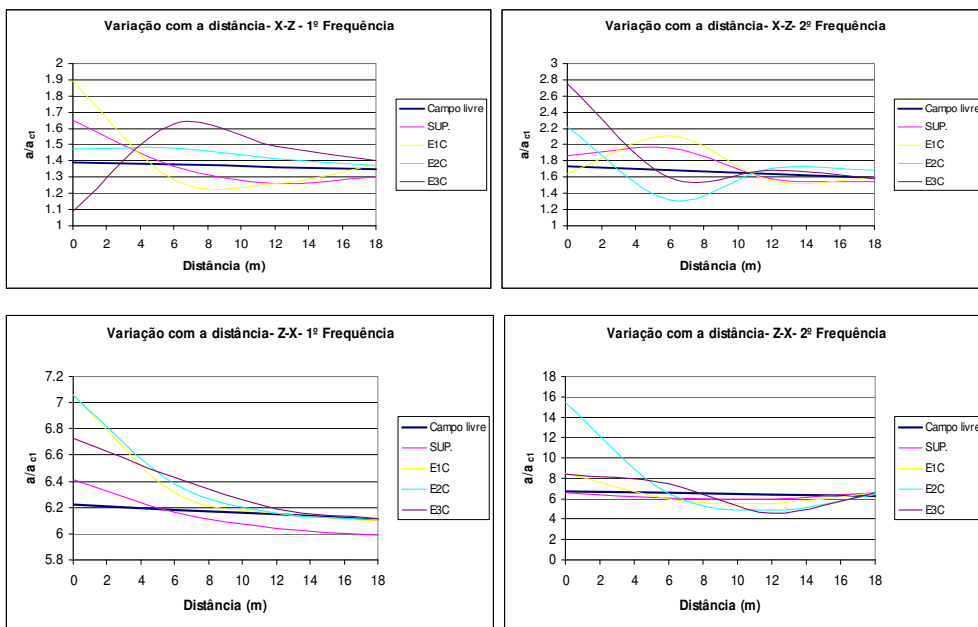 Variação com a distância- X-Z - 1º Frequência
a/a c1
2
1.9
1.8
1.7
1.6
1.5
1.4
1.3
1.2
1.1
1
0 2 4 6 8 10 12 14 16 18
Distância (m)
Campo livre
SUP.
E1C
E2C
E3C
Variação com a distância- X-Z- 2º Frequência
a/a c1
3
2.8
2.6
2.4
2.2
2
1.8
1.6
1.4
1.2
1
0 2 4 6 8 10 12 14 16 18
Distância (m)
Campo livre
SUP.
E1C
E2C
E3C
Variação com a distância- Z-X- 1º Frequência
a/a c1
7.2
7
6.8
6.6
6.4
6.2
6
5.8
0 2 4 6 8 10 12 14 16 18
Distância (m)
Campo livre
SUP.
E1C
E2C
E3C
Variação com a distância- Z-X- 2º Frequência
a/a c1
18
16
14
12
10
8
6
4
2
0
0 2 4 6 8 10 12 14 16 18
Distância (m)
Campo livre
SUP.
E1C
E2C
E3C